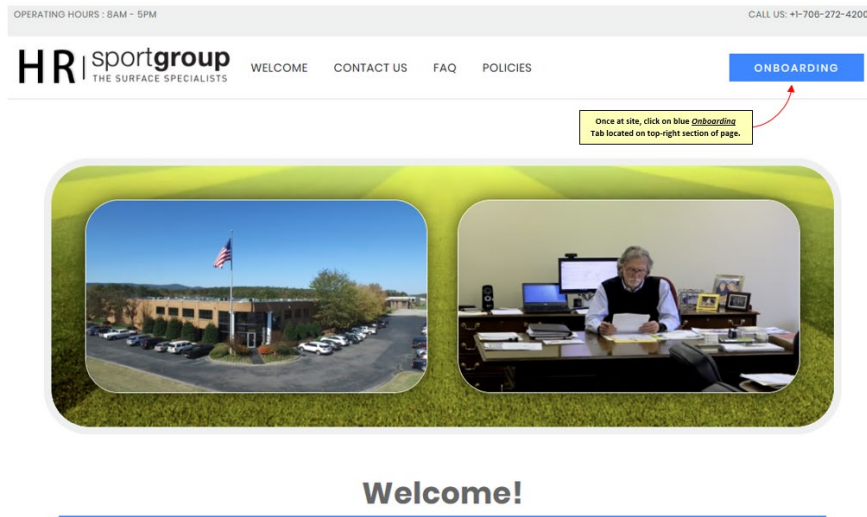 OPERATING HOURS : 8AM - 5PM
CALL US: +1-706-272-4200
HR | sportgroup
THE SURFACE SPECIALISTS
WELCOME
CONTACT US
FAQ
POLICIES
ONBOARDING
Once at site, click on blue Onboarding
Tab located on top-right section of page.
Welcome!